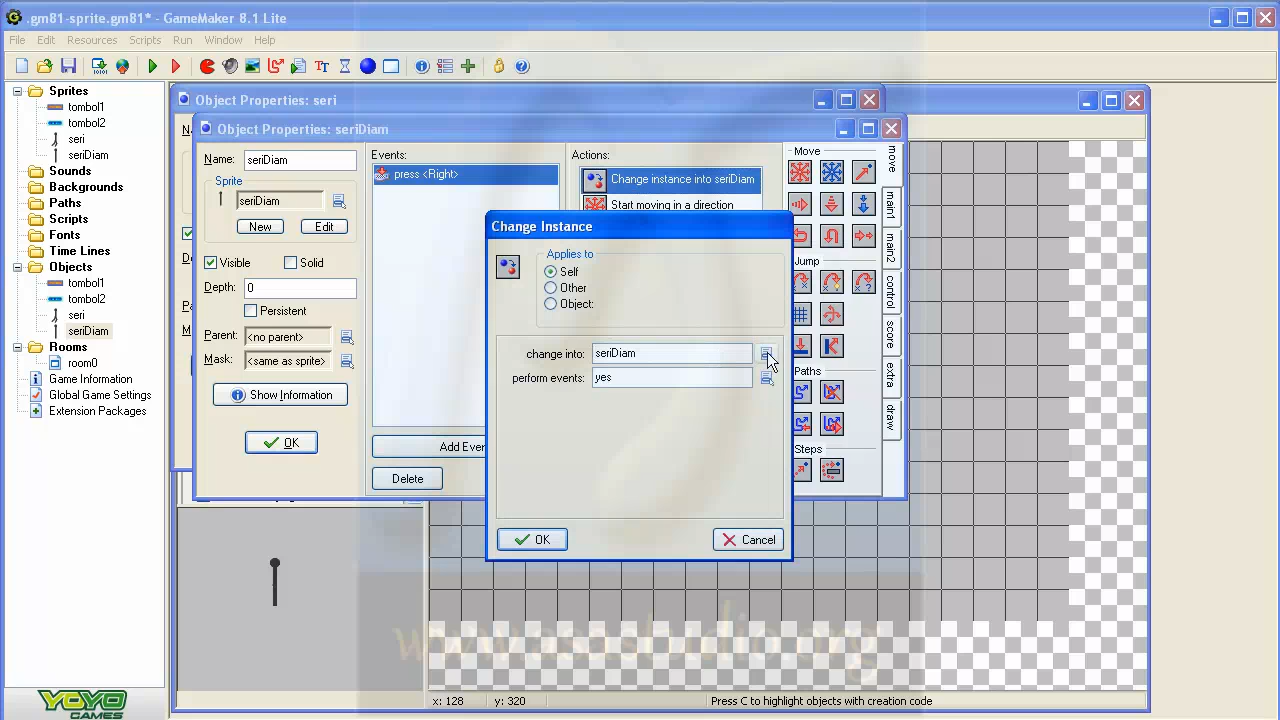 .gm81-sprite.gm81* - GameMaker 8.1 Lite
File Edit Resources Scripts Run Window Help
Sprites
tombol1
tombol2
seri
seriDiam
Sounds
Backgrounds
Paths
Scripts
Fonts
Time Lines
Objects
tombol1
tombol2
seri
seriDiam
Rooms
room0
Game Information
Global Game Settings
Extension Packages
YOYO
GAMES
Object Properties: seri
Object Properties: seriDiam
Name: seriDiam
Sprite
seriDiam
New Edit
Visible Solid
Depth: 0
Persistent
Parent: <no parent>
Mask: <same as sprite>
Show Information
OK
Events:
press <Right>
Add Even
Delete
Actions:
Change instance into seriDiam
Start moving in a direction
Change Instance
Applies to
Self
Other
Object:
change into: seriDiam
perform events: yes
OK Cancel
Move
Jump
Paths
Steps
move
main1
main2
control
score
extra
draw
www.asastudio.org
x: 128 y: 320 Press C to highlight objects with creation code